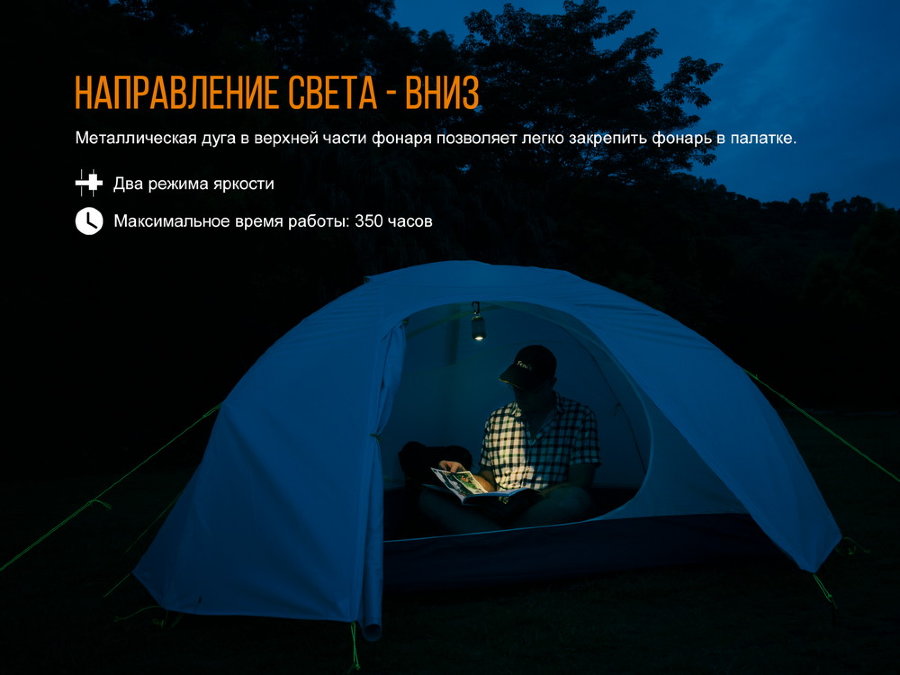 НАПРАВЛЕНИЕ СВЕТА - ВНИЗ
Металлическая дуга в верхней части фонаря позволяет легко закрепить фонарь в палатке.
Два режима яркости
Максимальное время работы: 350 часов